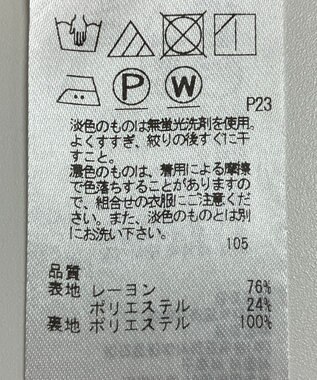 P W
P23
淡色のものは無蛍光洗剤を使用。
よくすすぎ、絞りの後すぐに干
すこと。
濃色のものは、着用による摩擦
で色落ちすることがありますの
で、組合せの衣服にご注意くだ
さい。また、淡色のものとは別
にお洗い下さい。
105
品質
表地 レーヨン 76%
ポリエステル 24%
裏地 ポリエステル 100%